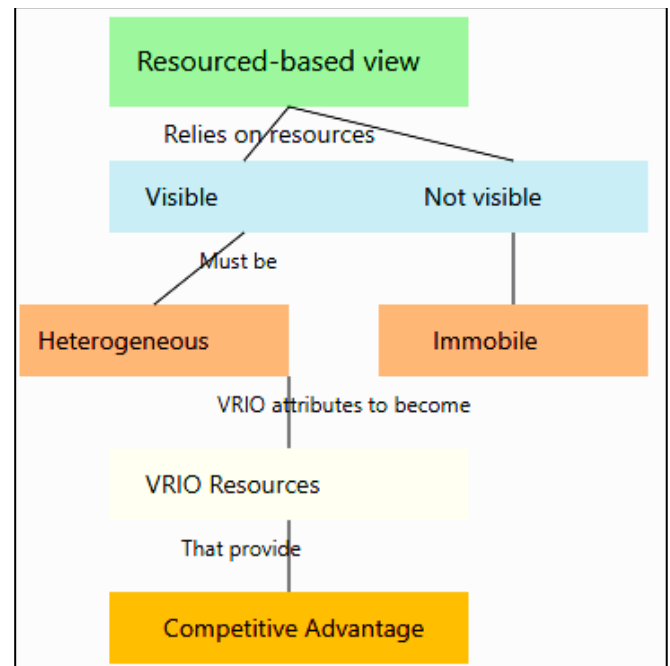 Resourced-based view
Relies on resources
Visible
Not visible
Must be
Heterogeneous
Immobile
VRIO attributes to become
VRIO Resources
That provide
Competitive Advantage